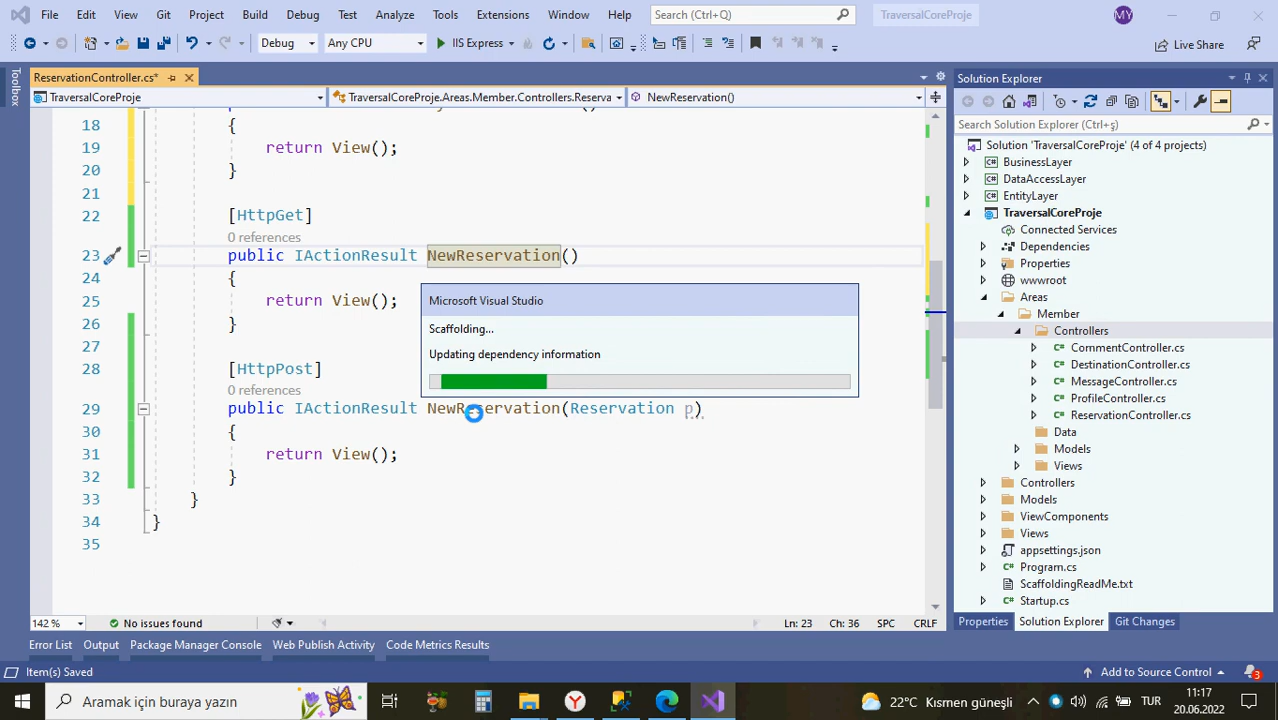 File Edit View Git Project Build Debug Test Analyze Tools Extensions Window Help Search (Ctrl+Q) TraversalCoreProje MY
Debug Any CPU IIS Express Live Share
ReservationController.cs*
TraversalCoreProje TraversalCoreProje.Areas.Member.Controllers.Reserva NewReservation()
18 {
19 return View();
20 }
21
22 [HttpGet]
0 references
23 public IActionResult NewReservation()
24 {
25 return View();
26 }
27
28 [HttpPost]
0 references
29 public IActionResult NewReservation(Reservation p)
30 {
31 return View();
32 }
33 }
34 }
35
Microsoft Visual Studio
Scaffolding...
Updating dependency information
142 % No issues found Ln: 23 Ch: 36 SPC CRLF
Toolbox
Solution Explorer
Search Solution Explorer (Ctrl+ş)
Solution 'TraversalCoreProje' (4 of 4 projects)
BusinessLayer
DataAccessLayer
EntityLayer
TraversalCoreProje
Connected Services
Dependencies
Properties
wwwroot
Areas
Member
Controllers
CommentController.cs
DestinationController.cs
MessageController.cs
ProfileController.cs
ReservationController.cs
Data
Models
Views
Controllers
Models
ViewComponents
Views
appsettings.json
Program.cs
ScaffoldingReadMe.txt
Startup.cs
Properties Solution Explorer Git Changes
Error List Output Package Manager Console Web Publish Activity Code Metrics Results
Item(s) Saved Add to Source Control 3
Aramak için buraya yazın 22°C Kısmen güneşli TUR 11:17
20.06.2022